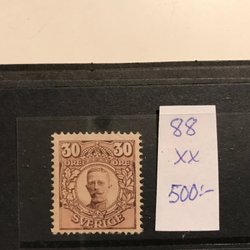 30 30
ÖRE ÖRE
SVERIGE
88
XX
500:-